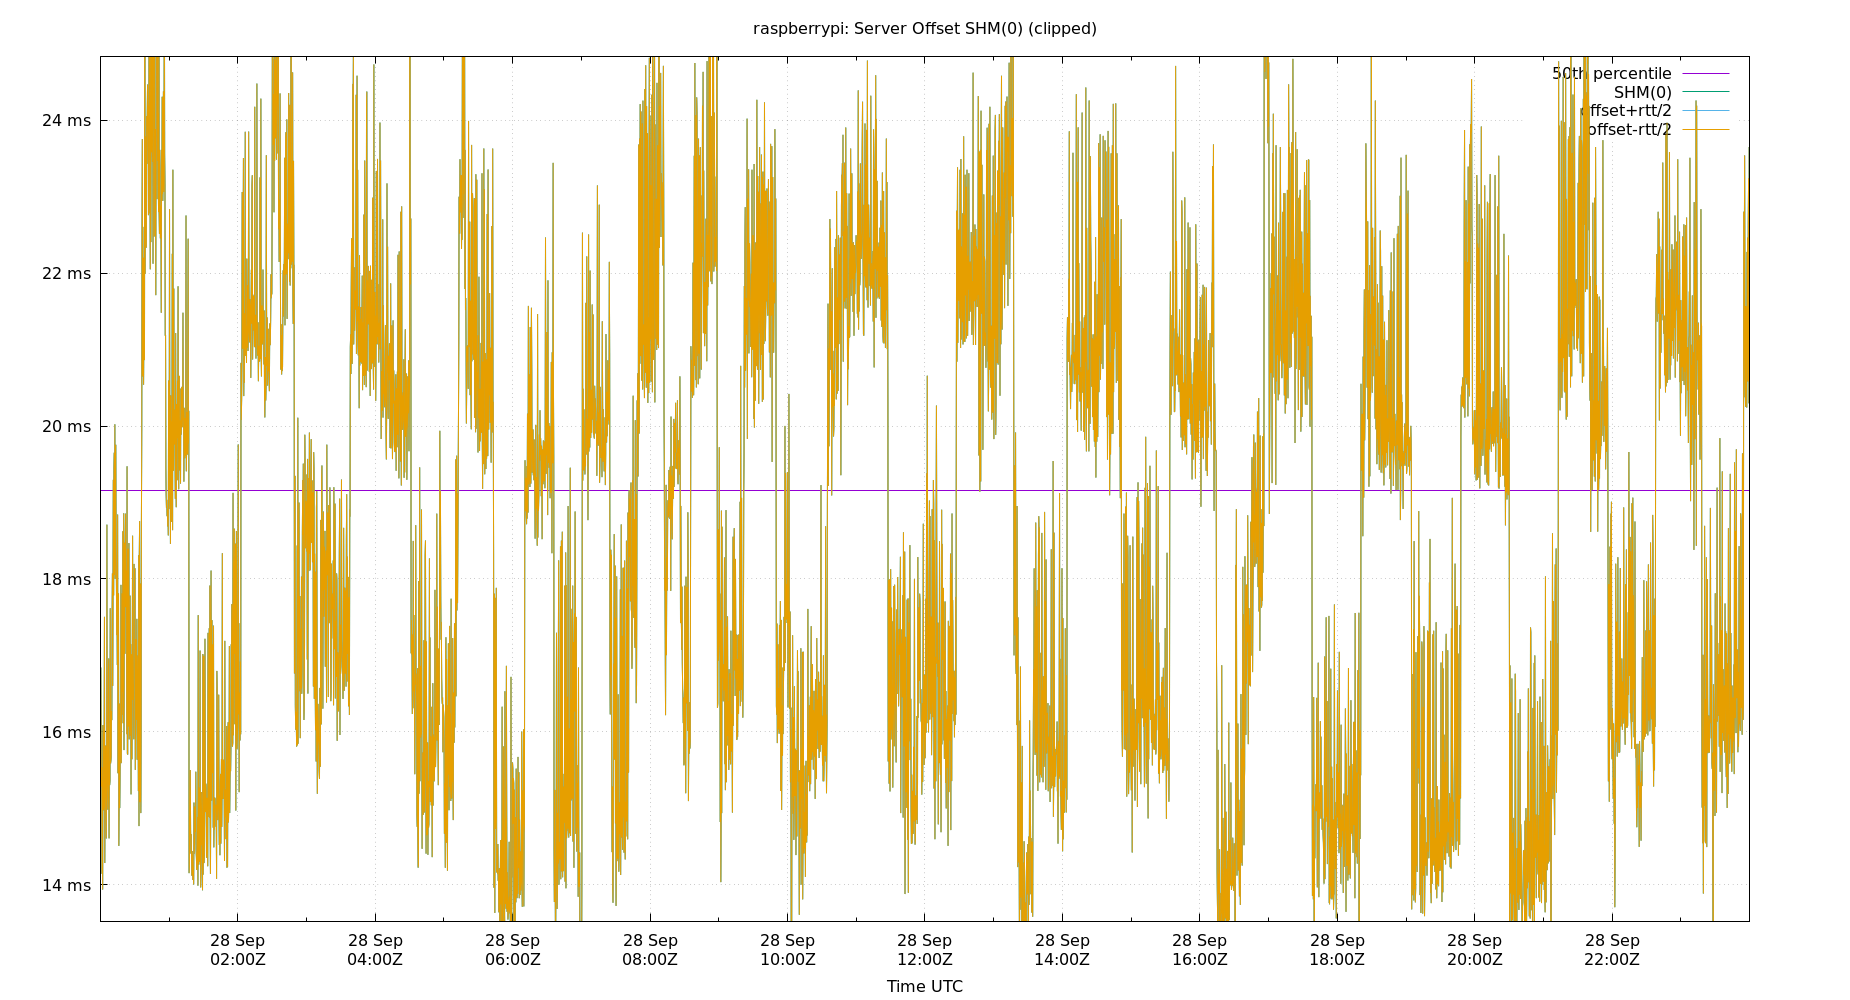 raspberrypi: Server Offset SHM(0) (clipped)
50th percentile
SHM(0)
offset+rtt/2
offset-rtt/2
24 ms
22 ms
20 ms
18 ms
16 ms
14 ms
28 Sep 28 Sep 28 Sep 28 Sep 28 Sep 28 Sep 28 Sep 28 Sep 28 Sep 28 Sep 28 Sep
02:00Z 04:00Z 06:00Z 08:00Z 10:00Z 12:00Z 14:00Z 16:00Z 18:00Z 20:00Z 22:00Z
Time UTC